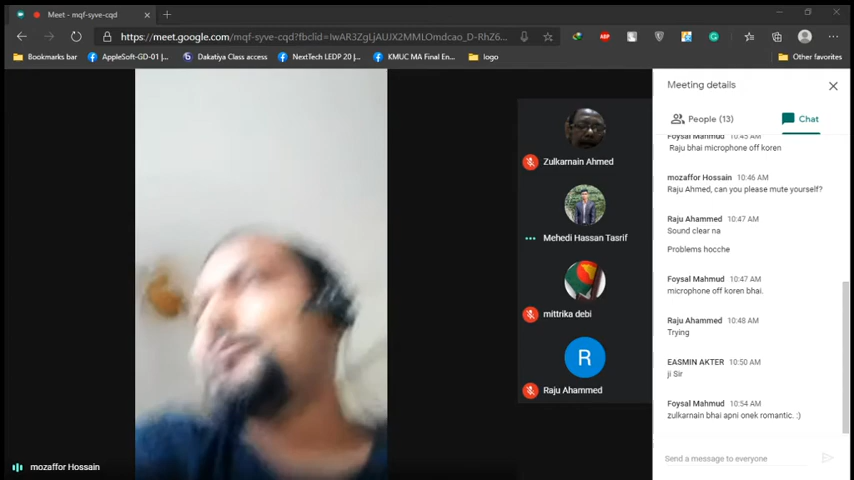 Meet - mqf-syve-cqd
https://meet.google.com/mqf-syve-cqd?fbclid=IwAR3ZgLjAUJX2MMLOmdcao_D-RhZ6...
Bookmarks bar
AppleSoft-GD-01 |...
Dakatiya Class access
NextTech LEDP 20 |...
KMUC MA Final En...
logo
Other favorites
Meeting details
People (13)
Chat
Foysal Mahmud 10:45 AM
Raju bhai microphone off koren
mozaffor Hossain 10:46 AM
Raju Ahmed, can you please mute yourself?
Raju Ahammed 10:47 AM
Sound clear na
Problems hocche
Foysal Mahmud 10:47 AM
microphone off koren bhai.
Raju Ahammed 10:48 AM
Trying
EASMIN AKTER 10:50 AM
ji Sir
Foysal Mahmud 10:54 AM
zulkarnain bhai apni onek romantic. :)
Send a message to everyone
Zulkarnain Ahmed
Mehedi Hassan Tasrif
mittrika debi
R
Raju Ahammed
mozaffor Hossain
ABP